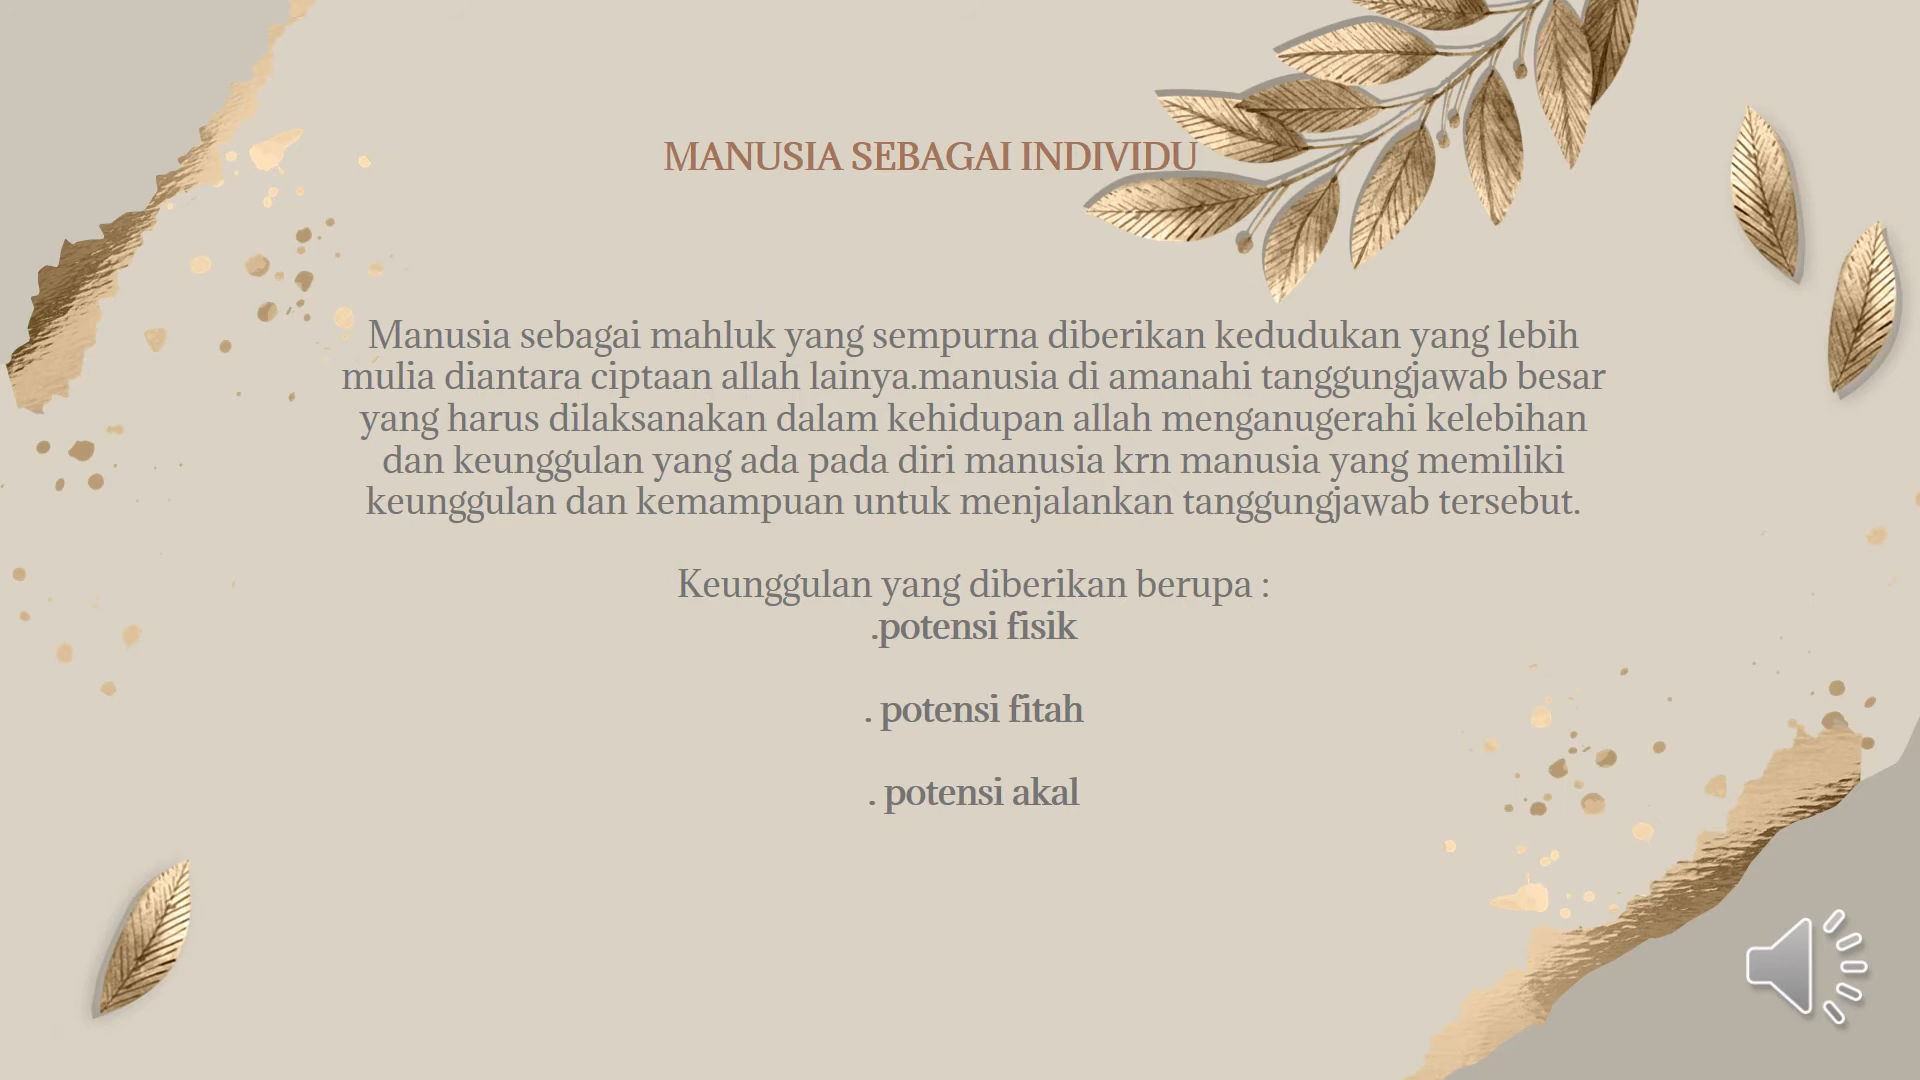 MANUSIA SEBAGAI INDIVIDU
Manusia sebagai mahluk yang sempurna diberikan kedudukan yang lebih
mulia diantara ciptaan allah lainya.manusia di amanahi tanggungjawab besar
yang harus dilaksanakan dalam kehidupan allah menganugerahi kelebihan
dan keunggulan yang ada pada diri manusia krn manusia yang memiliki
keunggulan dan kemampuan untuk menjalankan tanggungjawab tersebut.
Keunggulan yang diberikan berupa :
.potensi fisik
. potensi fitah
. potensi akal